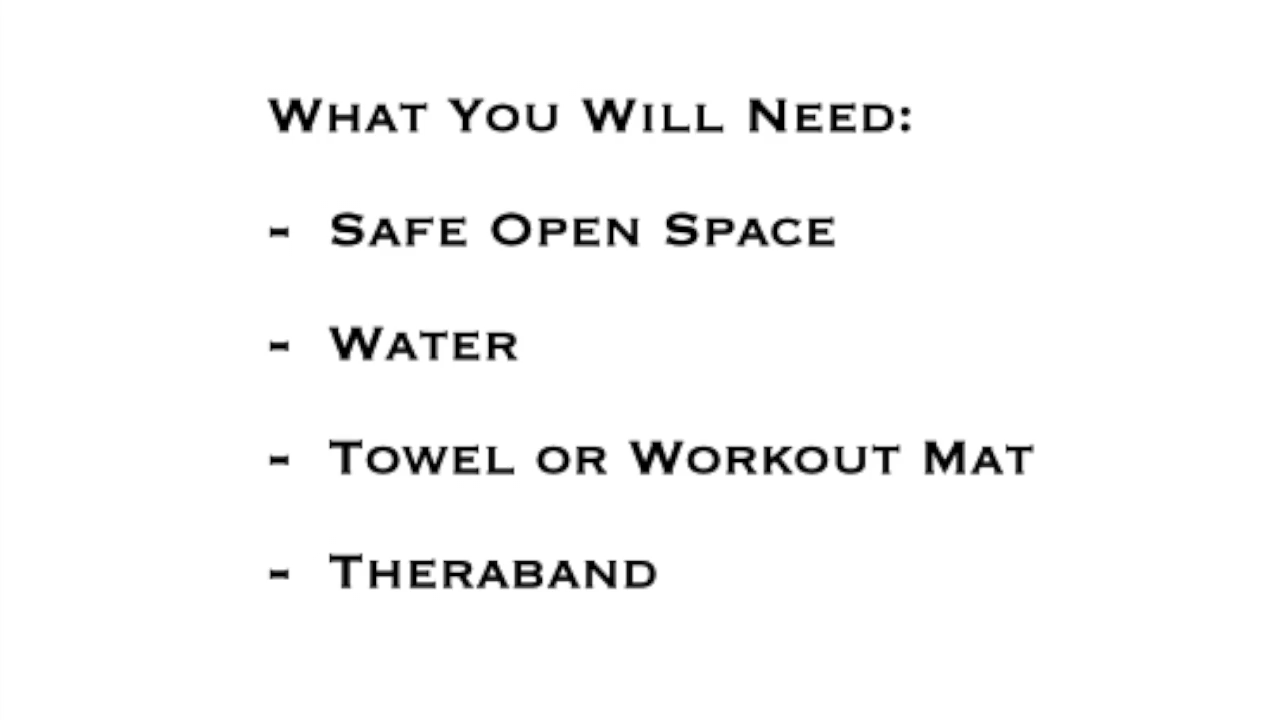 What You Will Need:
- Safe Open Space
- Water
- Towel or Workout Mat
- Theraband